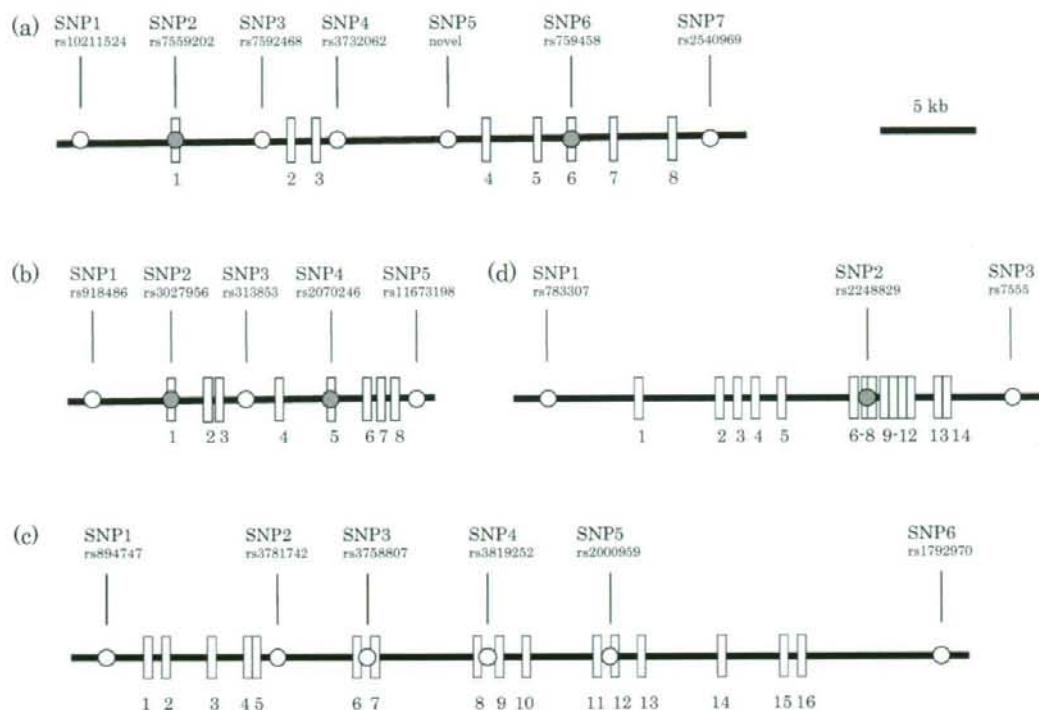 (a)
SNP1 SNP2 SNP3 SNP4 SNP5 SNP6 SNP7
rs10211524 rs7559202 rs7592468 rs3732062 novel rs759458 rs2540969
5 kb
1 2 3 4 5 6 7 8
(b)
SNP1 SNP2 SNP3 SNP4 SNP5
rs918486 rs3027956 rs313853 rs2070246 rs11673198
1 2 3 4 5 6 7 8
(d)
SNP1 SNP2 SNP3
rs783307 rs2248829 rs7555
1 2 3 4 5 6-8 9-12 13 14
(c)
SNP1 SNP2 SNP3 SNP4 SNP5 SNP6
rs894747 rs3781742 rs3758807 rs3819252 rs2000959 rs1792970
1 2 3 4 5 6 7 8 9 10 11 12 13 14 15 16